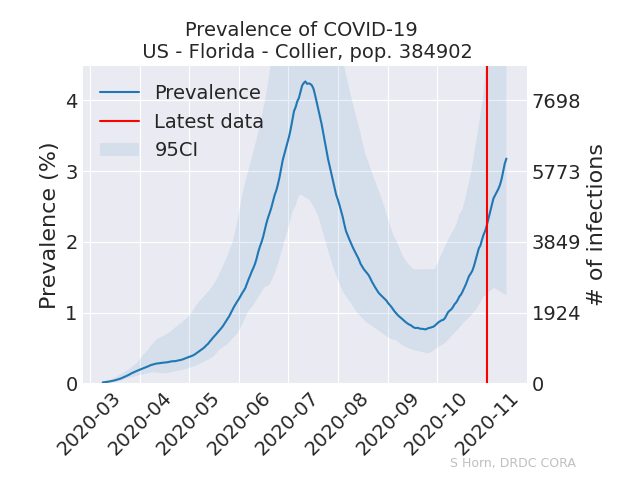 Prevalence of COVID-19
US - Florida - Collier, pop. 384902
Prevalence
Latest data
95CI
Prevalence (%)
4
3
2
1
0
7698
5773
3849
1924
0
# of infections
2020-03
2020-04
2020-05
2020-06
2020-07
2020-08
2020-09
2020-10
2020-11
S Horn, DRDC CORA